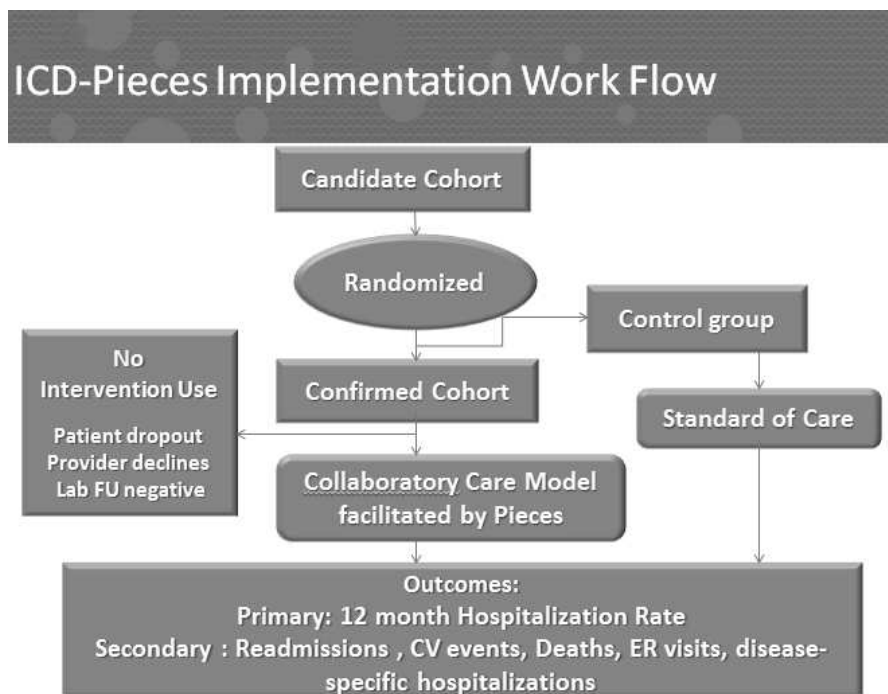 ICD-Pieces Implementation Work Flow
Candidate Cohort
Randomized
Control group
No
Intervention Use
Patient dropout
Provider declines
Lab FU negative
Confirmed Cohort
Standard of Care
Collaboratory Care Model
facilitated by Pieces
Outcomes:
Primary: 12 month Hospitalization Rate
Secondary : Readmissions , CV events, Deaths, ER visits, disease-
specific hospitalizations